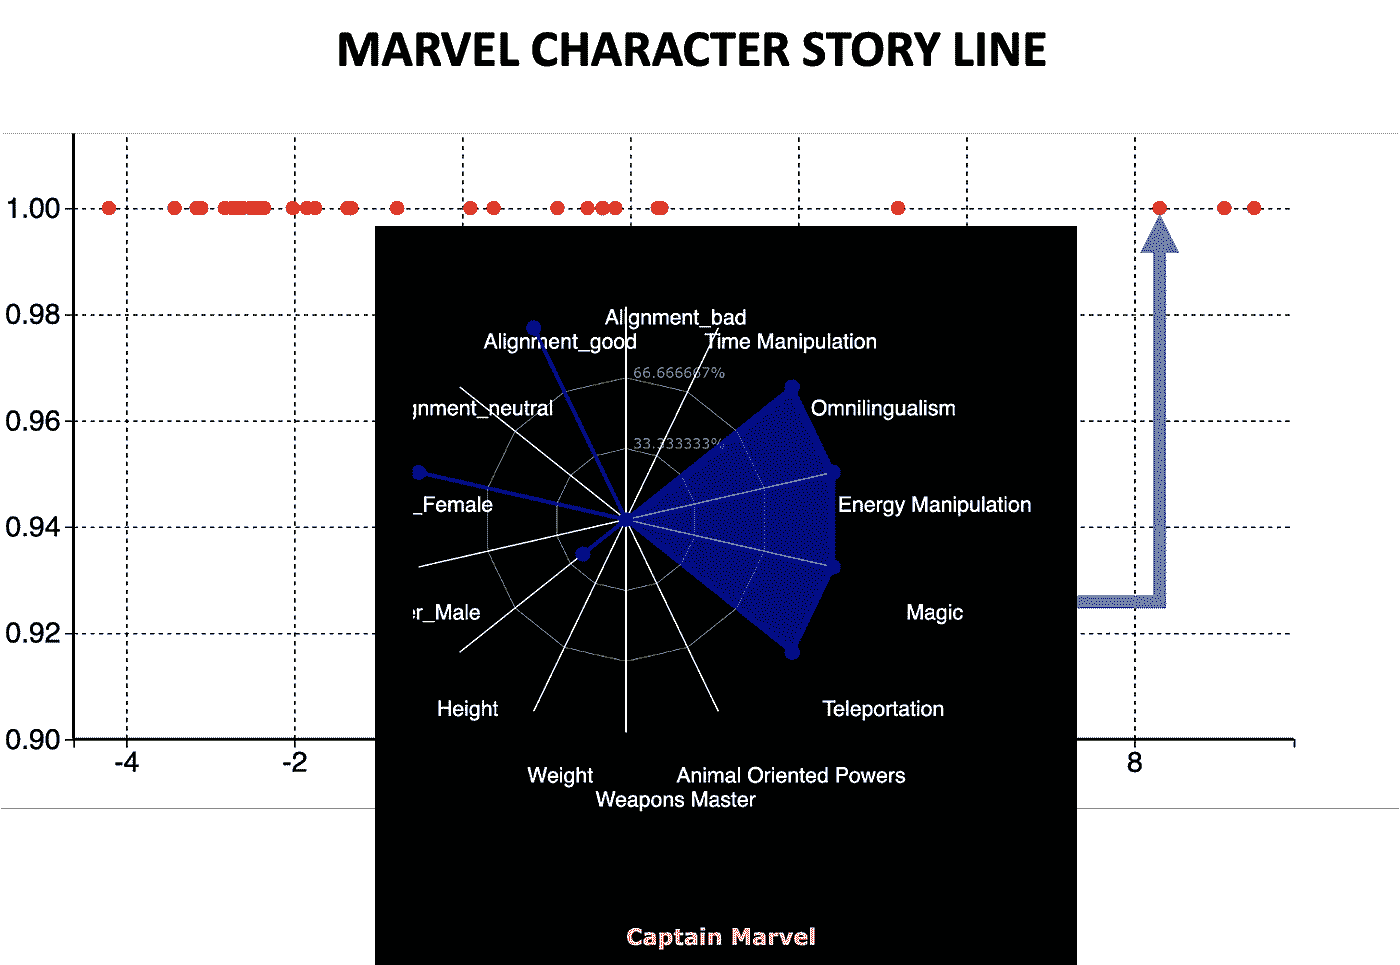 MARVEL CHARACTER STORY LINE
1.00
0.98
0.96
0.94
0.92
0.90
-4
-2
8
Alignment_bad
Alignment_good
Time Manipulation
66.666667%
gnment_neutral
Omnilingualism
33.333333%
_Female
Energy Manipulation
er_Male
Magic
Height
Teleportation
Weight
Animal Oriented Powers
Weapons Master
Captain Marvel